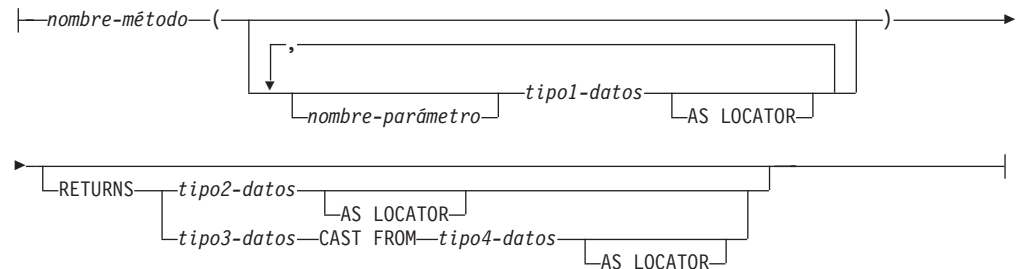 nombre-método ( )
,
nombre-parámetro tipo1-datos AS LOCATOR
RETURNS tipo2-datos AS LOCATOR
tipo3-datos CAST FROM tipo4-datos AS LOCATOR